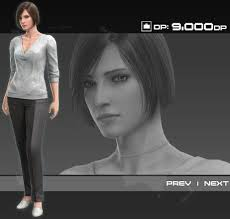 DP: 9,000DP
PREV | NEXT